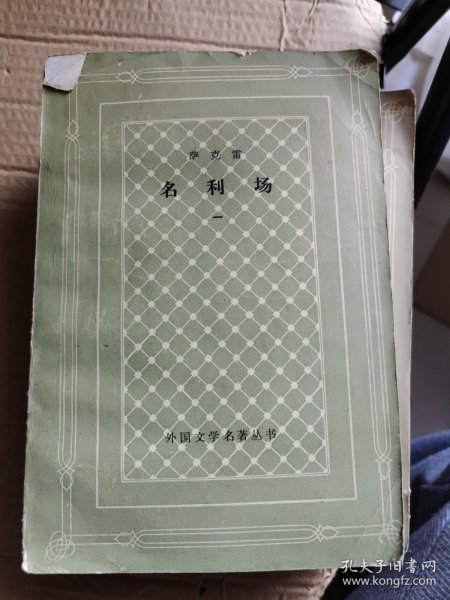 萨克雷
名利场
一
外国文学名著丛书
孔夫子旧书网
www.kongfz.com